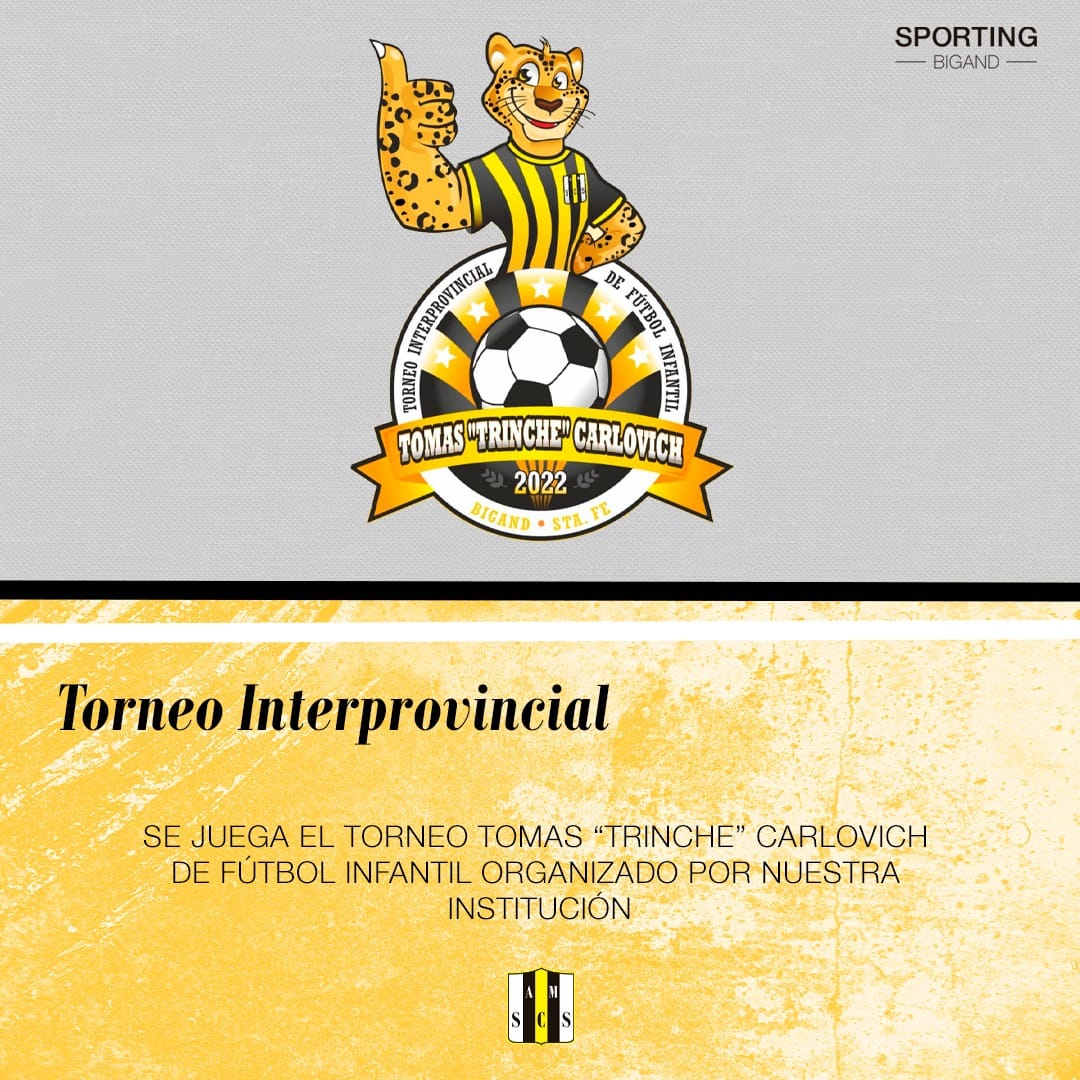 SPORTING
BIGAND
TORNEO INTERPROVINCIAL DE FÚTBOL INFANTIL
TOMAS "TRINCHE" CARLOVICH
2022
BIGAND • STA. FE
Torneo Interprovincial
SE JUEGA EL TORNEO TOMAS “TRINCHE” CARLOVICH
DE FÚTBOL INFANTIL ORGANIZADO POR NUESTRA
INSTITUCIÓN
A M
S C S